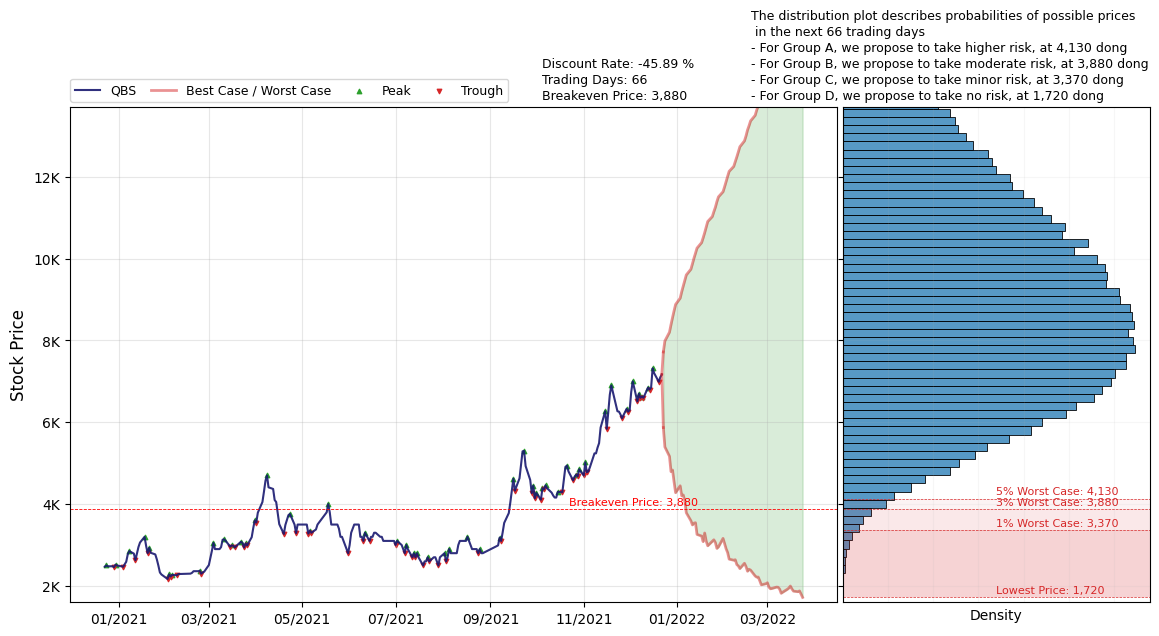 The distribution plot describes probabilities of possible prices
in the next 66 trading days
- For Group A, we propose to take higher risk, at 4,130 dong
- For Group B, we propose to take moderate risk, at 3,880 dong
- For Group C, we propose to take minor risk, at 3,370 dong
- For Group D, we propose to take no risk, at 1,720 dong
Discount Rate: -45.89 %
Trading Days: 66
Breakeven Price: 3,880
QBS
Best Case / Worst Case
Peak
Trough
Stock Price
12K
10K
8K
6K
4K
2K
Breakeven Price: 3,880
5% Worst Case: 4,130
3% Worst Case: 3,880
1% Worst Case: 3,370
Lowest Price: 1,720
01/2021
03/2021
05/2021
07/2021
09/2021
11/2021
01/2022
03/2022
Density